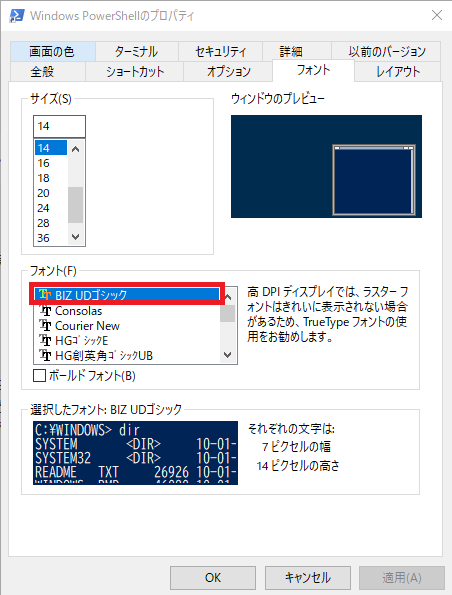 Windows PowerShellのプロパティ
画面の色 ターミナル セキュリティ 詳細 以前のバージョン
全般 ショートカット オプション フォント レイアウト
サイズ(S)
14
14
16
18
20
24
28
36
ウィンドウのプレビュー
フォント(F)
BIZ UDゴシック
Consolas
Courier New
HGｺﾞｼｯｸE
HG創英角ｺﾞｼｯｸUB
ボールド フォント(B)
高 DPI ディスプレイでは、ラスター フォントはきれいに表示されない場合があるため、TrueType フォントの使用をお勧めします。
選択したフォント: BIZ UDゴシック
C:¥WINDOWS> dir
SYSTEM <DIR> 10-01-
SYSTEM32 <DIR> 10-01-
README TXT 26926 10-01-
それぞれの文字は:
7 ピクセルの幅
14 ピクセルの高さ
OK キャンセル 適用(A)